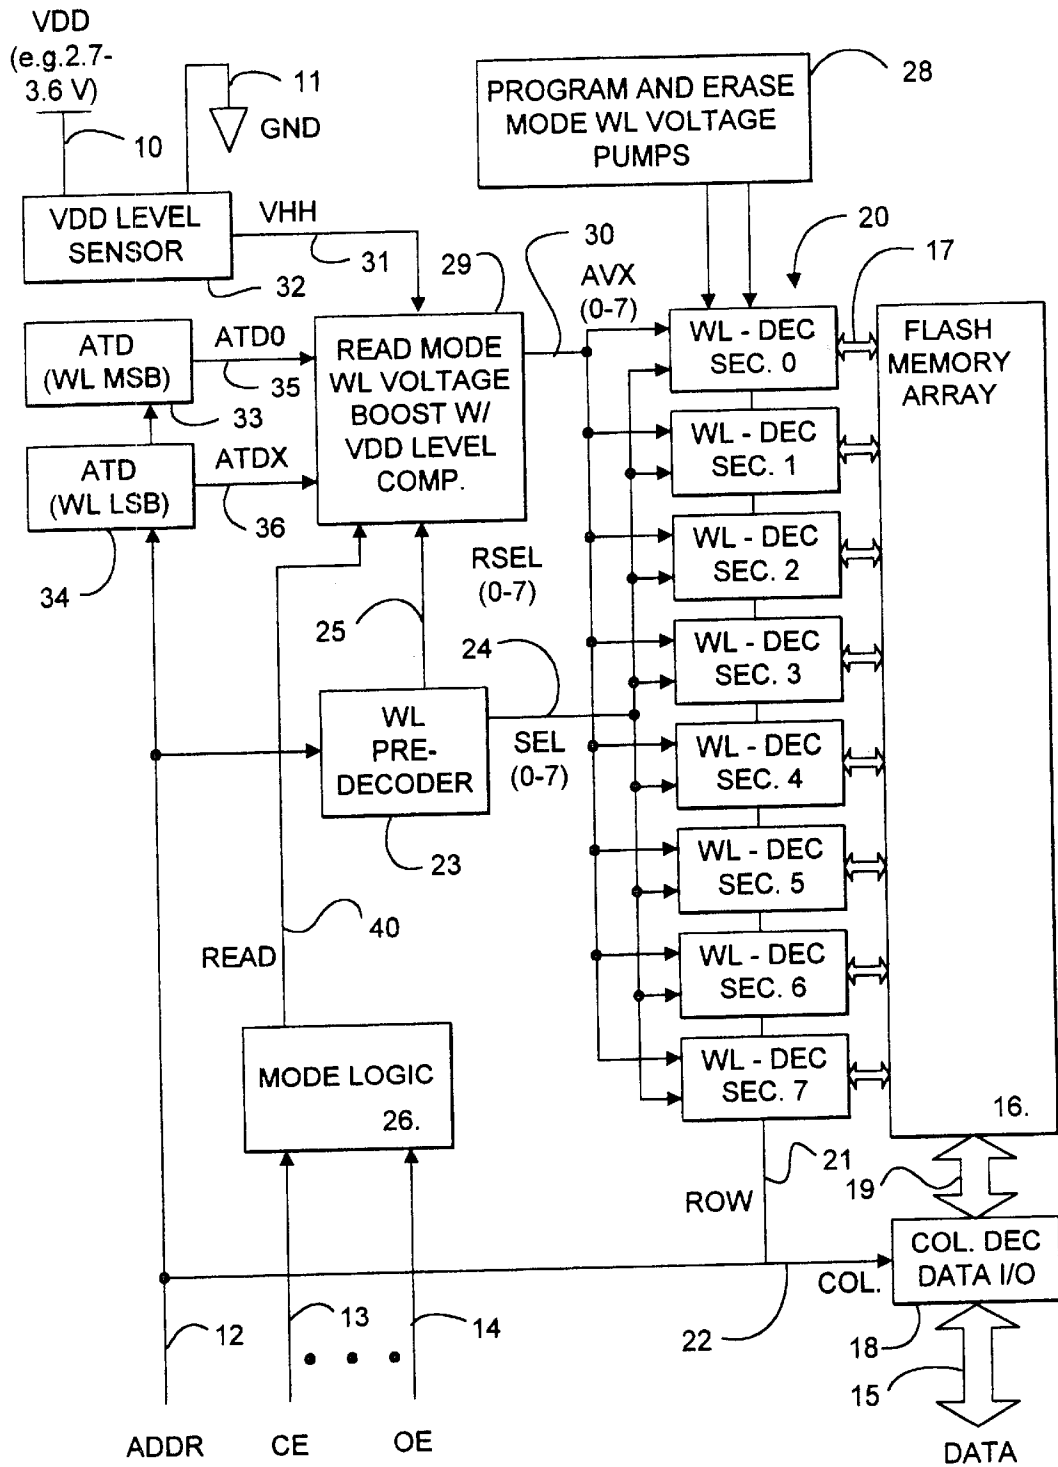 VDD
(e.g.2.7-
3.6 V)
10
11
GND
PROGRAM AND ERASE
MODE WL VOLTAGE
PUMPS
28
VDD LEVEL
SENSOR
32
VHH
31
29
30
AVX
(0-7)
20
17
ATD
(WL MSB)
33
ATD0
35
ATD
(WL LSB)
34
ATDX
36
READ MODE
WL VOLTAGE
BOOST W/
VDD LEVEL
COMP.
WL - DEC
SEC. 0
WL - DEC
SEC. 1
WL - DEC
SEC. 2
WL - DEC
SEC. 3
WL - DEC
SEC. 4
WL - DEC
SEC. 5
WL - DEC
SEC. 6
WL - DEC
SEC. 7
FLASH
MEMORY
ARRAY
16.
RSEL
(0-7)
25
24
WL
PRE-
DECODER
23
SEL
(0-7)
40
READ
MODE LOGIC
26.
21
ROW
19
COL. DEC
DATA I/O
18
COL.
22
12
13
14
15
ADDR
CE
OE
DATA